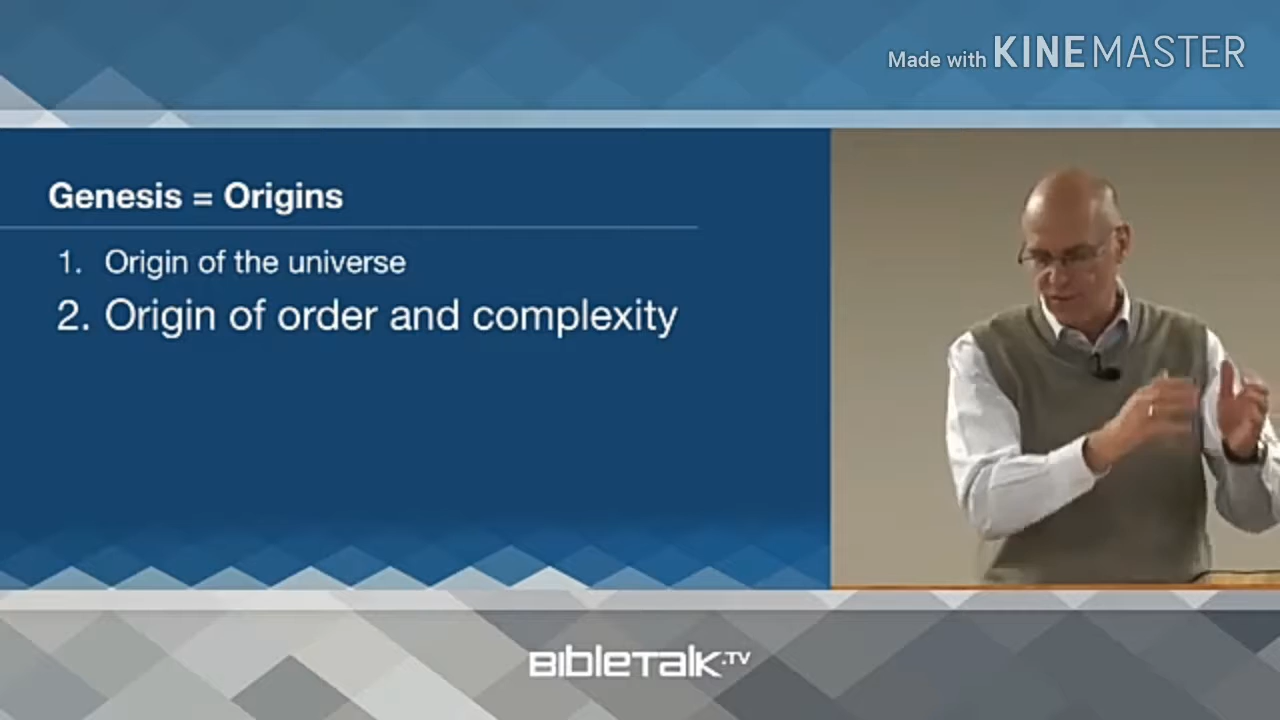 Made with KINEMASTER
Genesis = Origins
1. Origin of the universe
2. Origin of order and complexity
BIBLETALK.TV